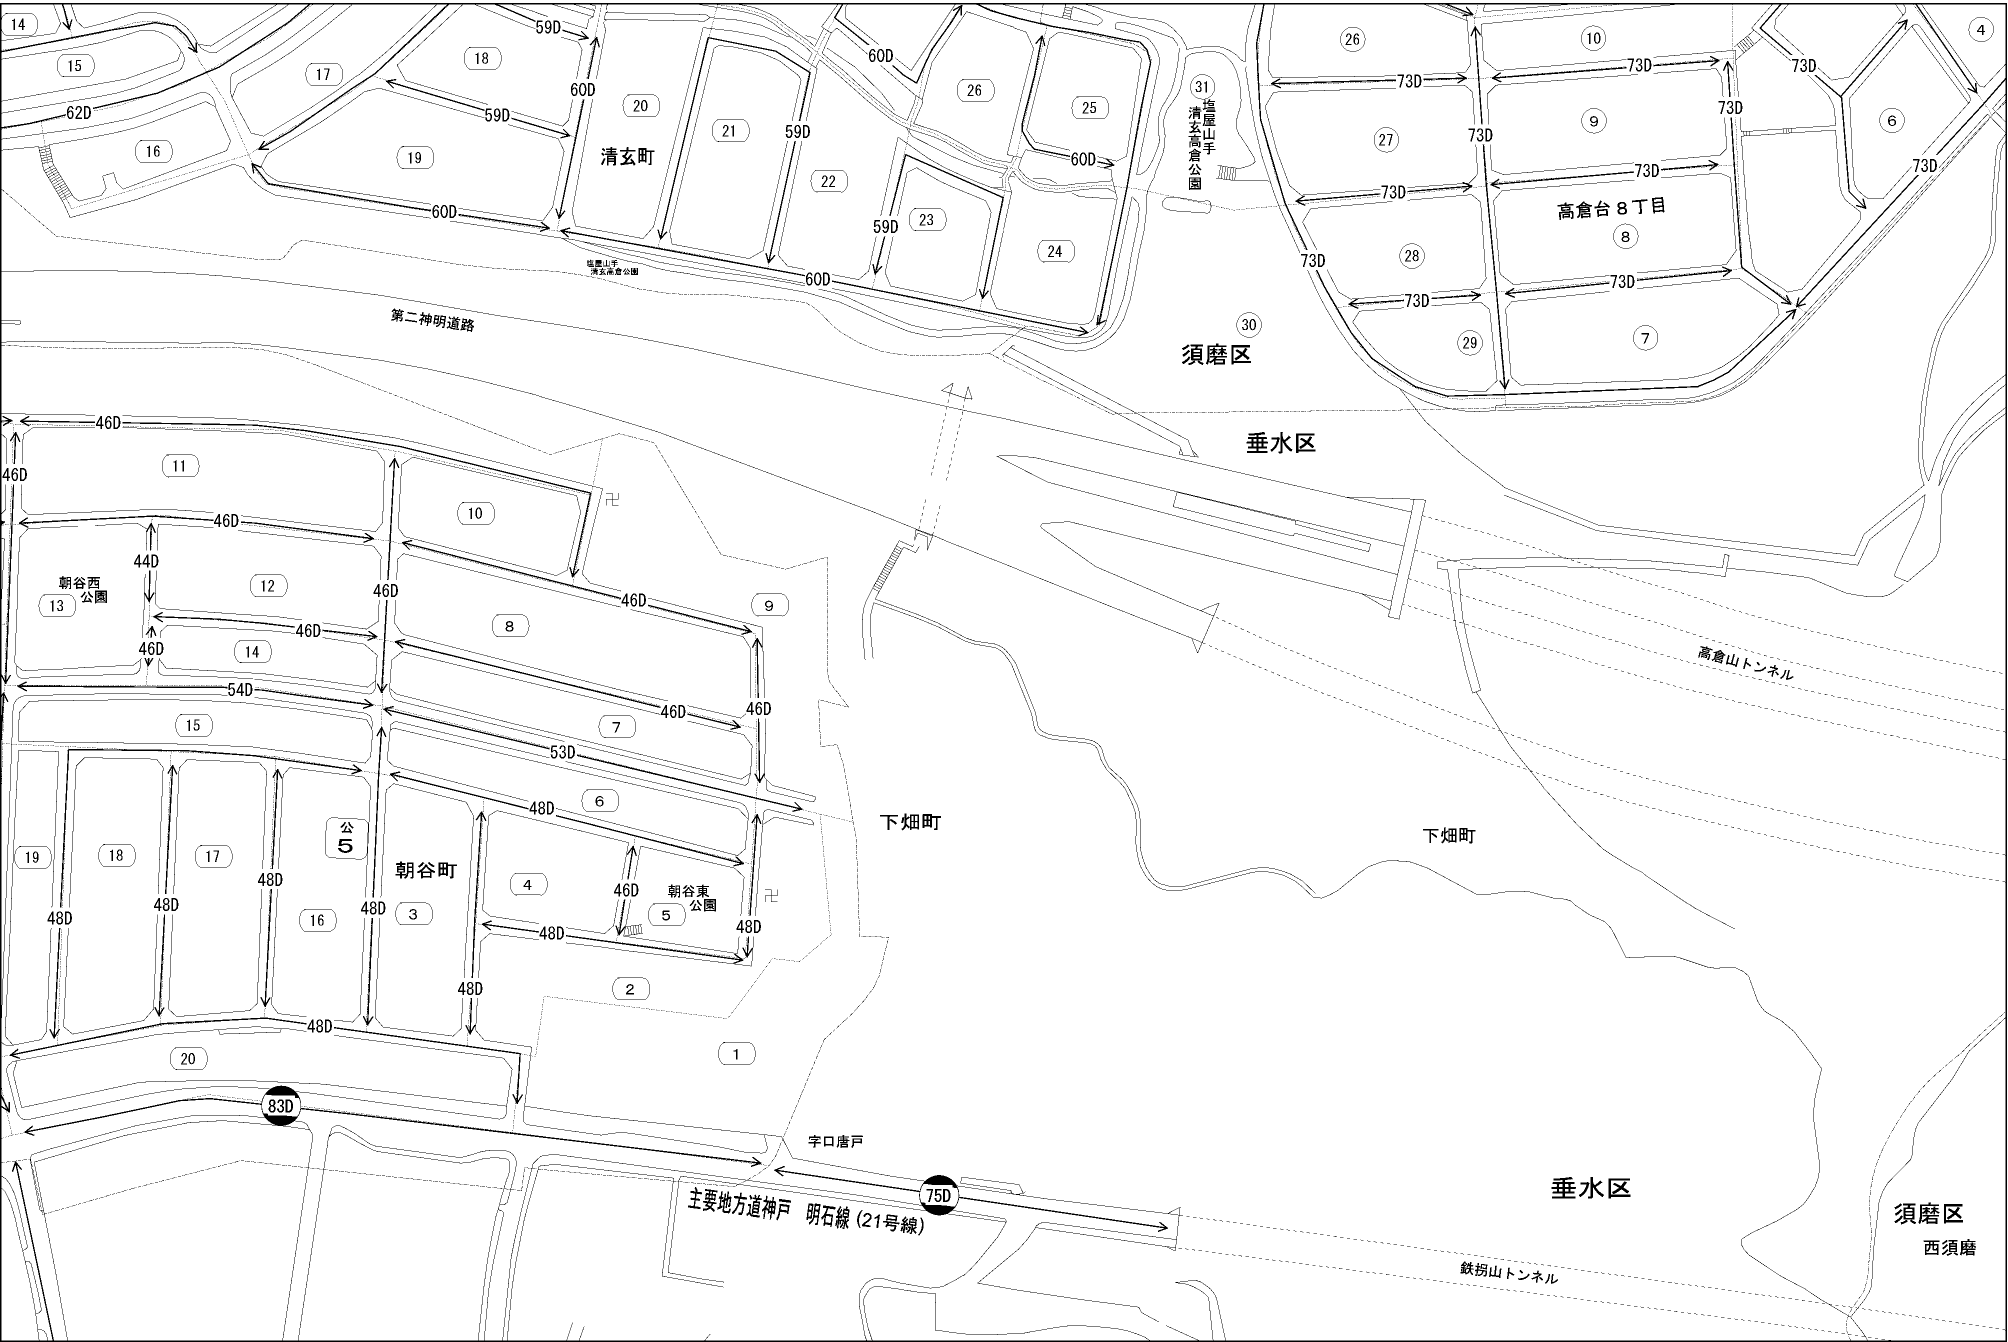 14
15
62D
16
17
18
59D
59D
19
60D
60D
20
清玄町
21
59D
22
60D
26
25
60D
23
59D
24
60D
塩屋山手
清玄高倉公園
31
塩屋山手
清玄高倉公園
第二神明道路
30
須磨区
26
73D
10
73D
73D
4
27
73D
9
73D
6
73D
73D
73D
高倉台８丁目
8
28
73D
73D
73D
29
7
46D
11
46D
10
46D
44D
朝谷西
公園
13
12
46D
46D
8
9
46D
14
46D
54D
46D
7
46D
15
53D
垂水区
高倉山トンネル
6
48D
下畑町
下畑町
19
18
17
公
5
48D
朝谷町
4
46D
朝谷東
公園
5
48D
48D
16
48D
3
48D
48D
48D
2
20
48D
1
83D
字口唐戸
75D
主要地方道神戸　明石線（21号線）
垂水区
須磨区
西須磨
鉄拐山トンネル